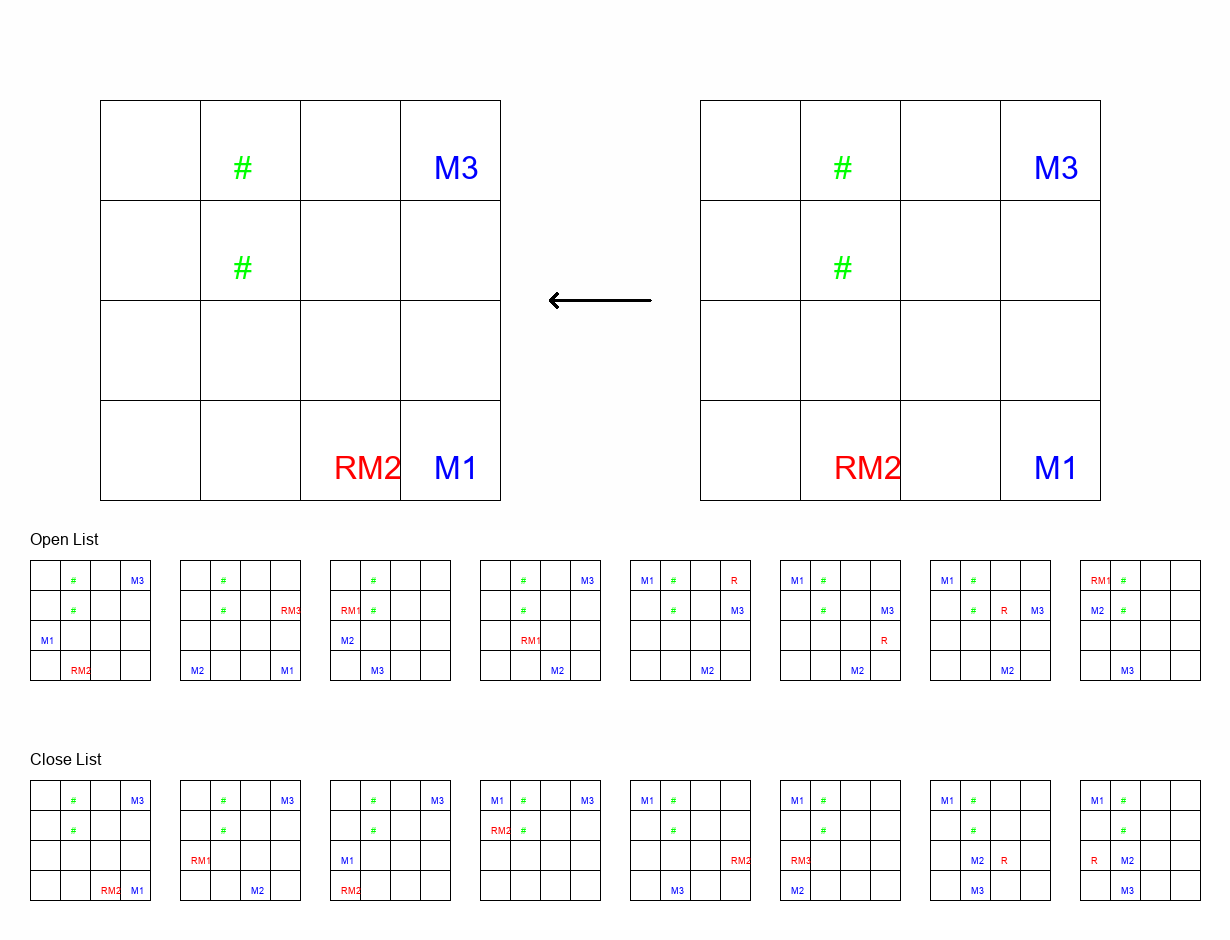 # M3 # M3
# #
RM2 M1 RM2 M1
Open List
# M3 # # # M3 M1 # R M1 # M1 # RM1 #
# # RM3 RM1 # # # M3 # M3 # R M3 M2 #
M1 M2 RM1 R
RM2 M2 M1 M3 M2 M2 M2 M2 M3
Close List
# M3 # M3 # M3 M1 # M3 M1 # M1 # M1 # M1 #
# # # RM2 # # # # #
RM1 M1 RM2 RM3 M2 R R M2
RM2 M1 M2 RM2 M3 M2 M3 M3